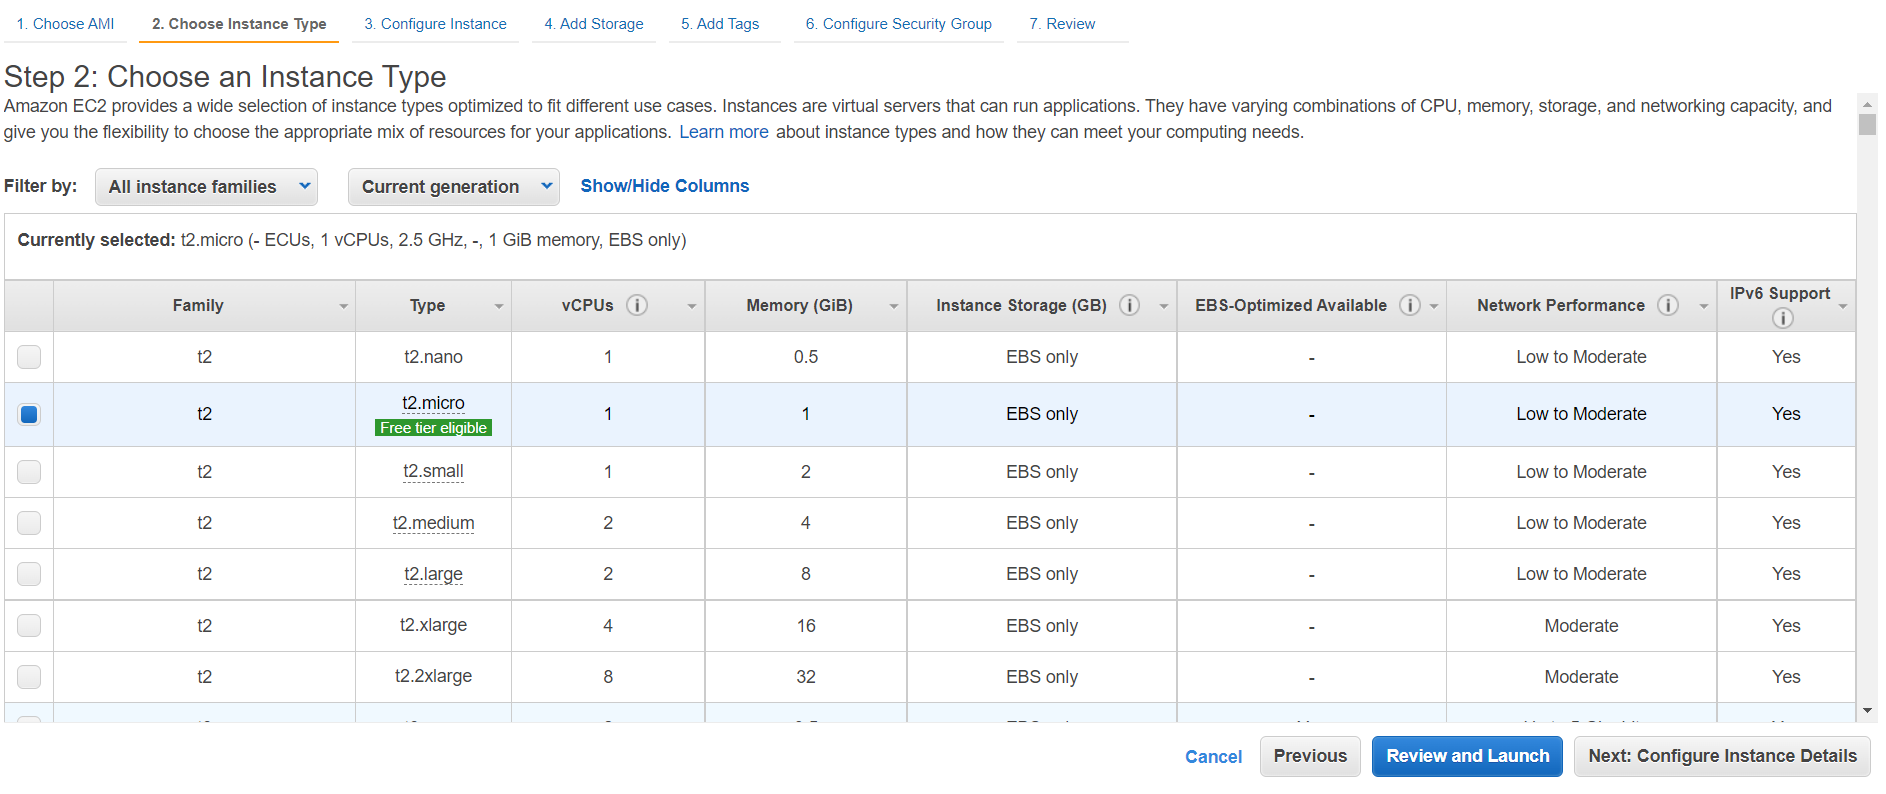 1. Choose AMI 2. Choose Instance Type 3. Configure Instance 4. Add Storage 5. Add Tags 6. Configure Security Group 7. Review
Step 2: Choose an Instance Type
Amazon EC2 provides a wide selection of instance types optimized to fit different use cases. Instances are virtual servers that can run applications. They have varying combinations of CPU, memory, storage, and networking capacity, and
give you the flexibility to choose the appropriate mix of resources for your applications. Learn more about instance types and how they can meet your computing needs.
Filter by: All instance families Current generation Show/Hide Columns
Currently selected: t2.micro (- ECUs, 1 vCPUs, 2.5 GHz, -, 1 GiB memory, EBS only)
Family Type vCPUs Memory (GiB) Instance Storage (GB) EBS-Optimized Available Network Performance IPv6 Support
t2 t2.nano 1 0.5 EBS only - Low to Moderate Yes
t2 t2.micro 1 1 EBS only - Low to Moderate Yes
Free tier eligible
t2 t2.small 1 2 EBS only - Low to Moderate Yes
t2 t2.medium 2 4 EBS only - Low to Moderate Yes
t2 t2.large 2 8 EBS only - Low to Moderate Yes
t2 t2.xlarge 4 16 EBS only - Moderate Yes
t2 t2.2xlarge 8 32 EBS only - Moderate Yes
Cancel Previous Review and Launch Next: Configure Instance Details